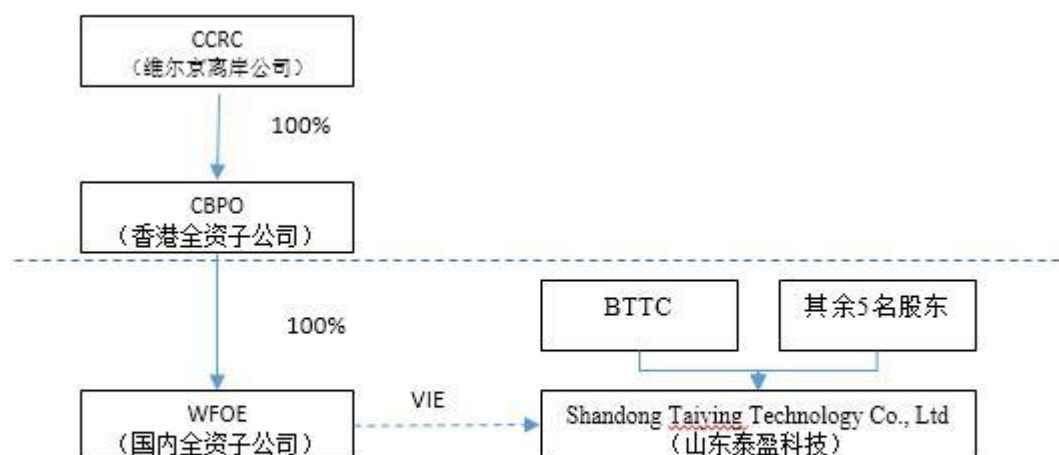 CCRC
（维尔京离岸公司）
100%
CBPO
（香港全资子公司）
100%
BTTC
其余5名股东
WFOE
（国内全资子公司）
VIE
Shandong Taiying Technology Co., Ltd
（山东泰盈科技）